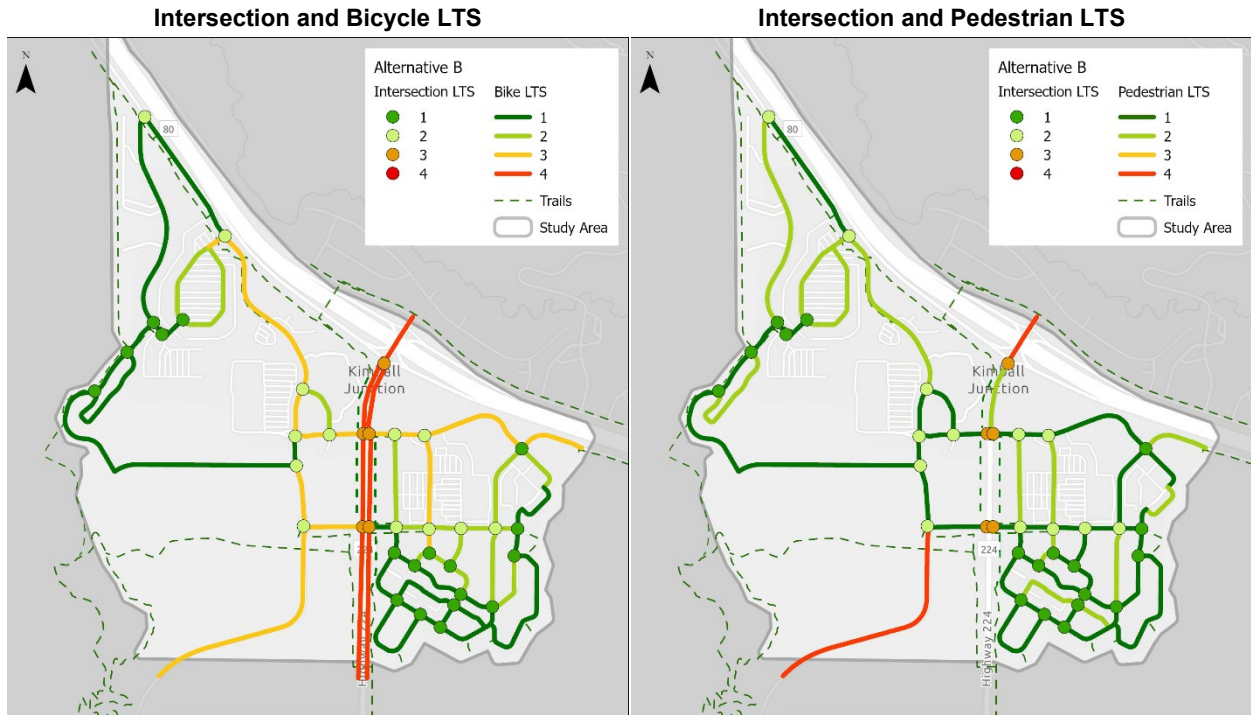 Intersection and Bicycle LTS
N
Alternative B
Intersection LTS Bike LTS
1 1
2 2
3 3
4 4
Trails
Study Area
80
Kimball
Junction
224
Highway 224
Intersection and Pedestrian LTS
N
Alternative B
Intersection LTS Pedestrian LTS
1 1
2 2
3 3
4 4
Trails
Study Area
80
Kimball
Junction
224
Highway 224